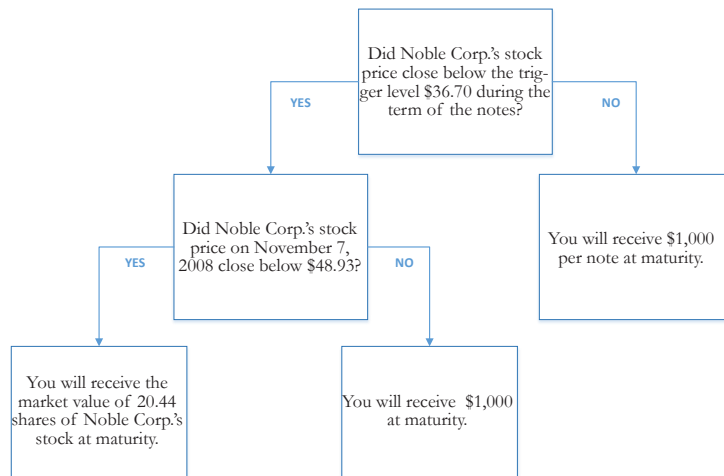 Did Noble Corp.'s stock
price close below the trig-
ger level $36.70 during the
term of the notes?
YES
NO
Did Noble Corp.'s stock
price on November 7,
2008 close below $48.93?
You will receive $1,000
per note at maturity.
YES
NO
You will receive the
market value of 20.44
shares of Noble Corp.'s
stock at maturity.
You will receive $1,000
at maturity.